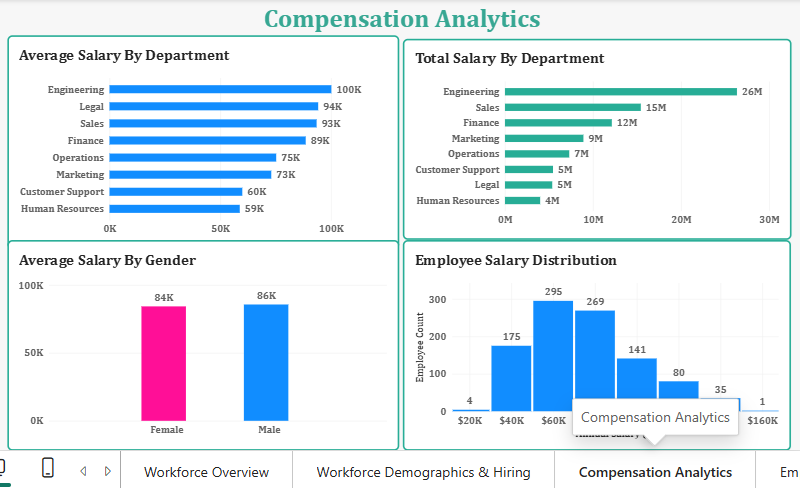 Compensation Analytics
Average Salary By Department
Engineering 100K
Legal 94K
Sales 93K
Finance 89K
Operations 75K
Marketing 73K
Customer Support 60K
Human Resources 59K
0K 50K 100K
Total Salary By Department
Engineering 26M
Sales 15M
Finance 12M
Marketing 9M
Operations 7M
Customer Support 5M
Legal 5M
Human Resources 4M
0M 10M 20M 30M
Average Salary By Gender
100K
84K 86K
50K
0K
Female Male
Employee Salary Distribution
Employee Count
295
300
269
200
175
141
100
80
35
4
1
0
$20K $40K $60K $160K
Compensation Analytics
Workforce Overview
Workforce Demographics & Hiring
Compensation Analytics
Em